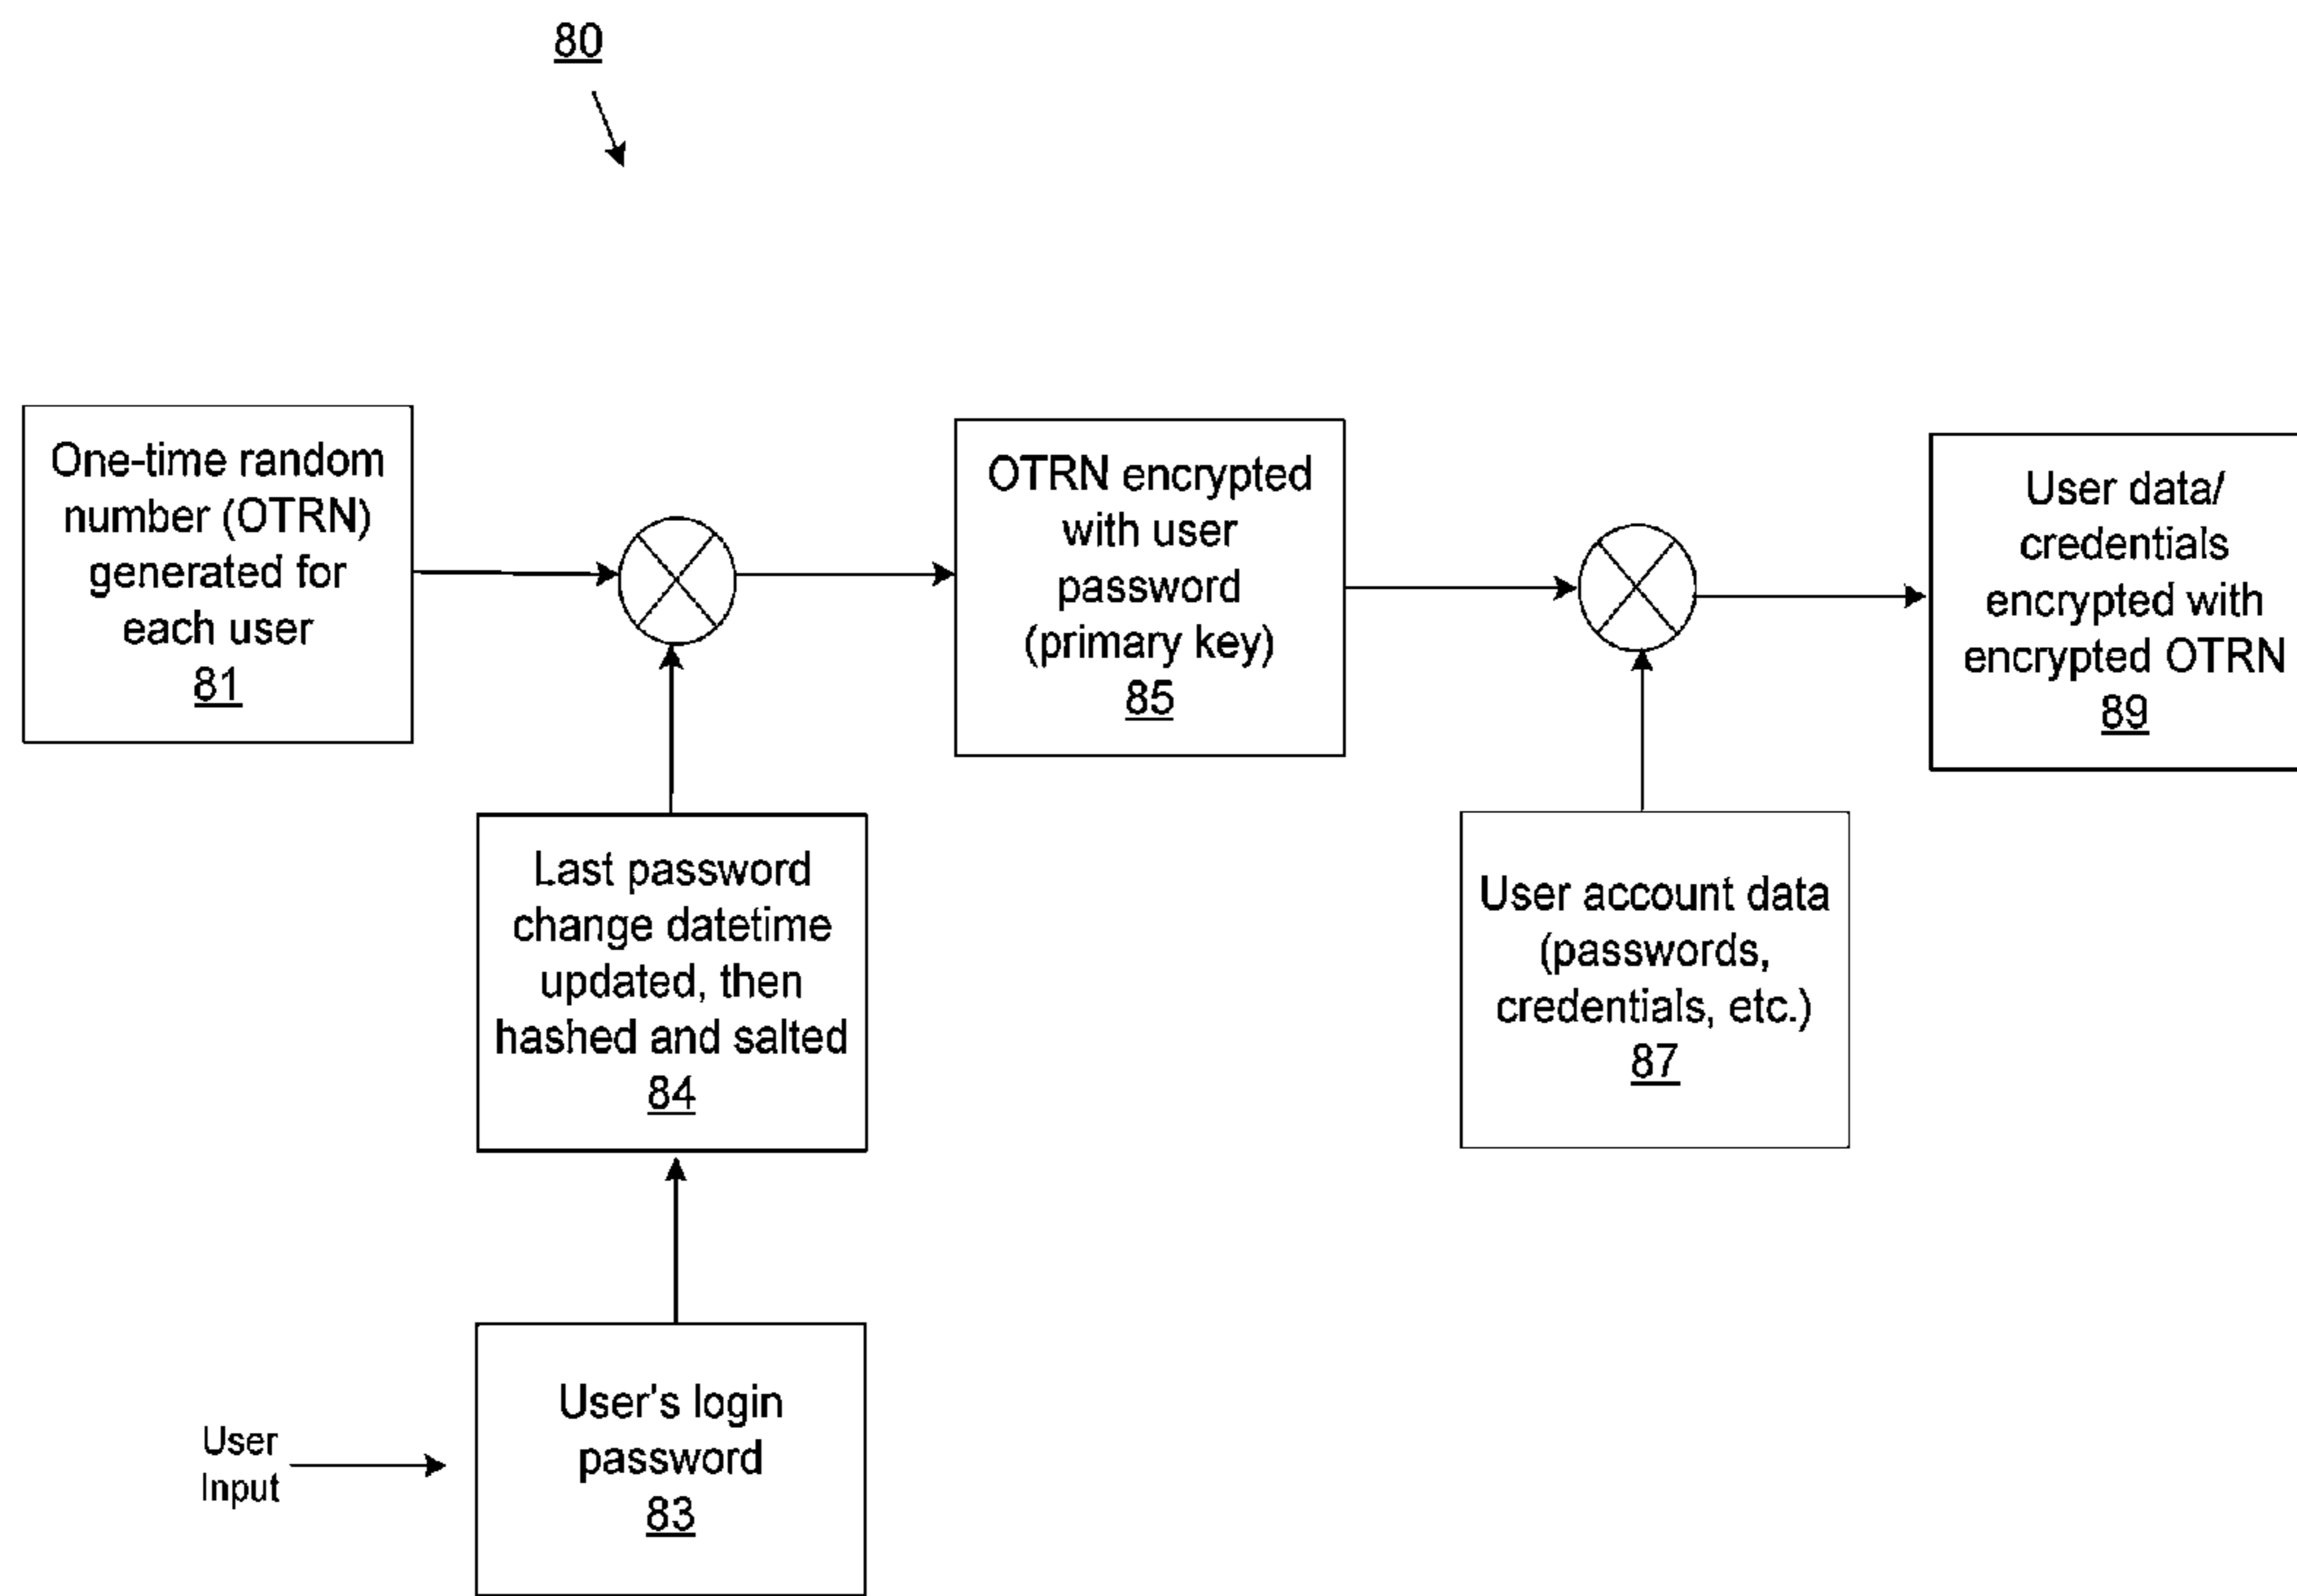 80
One-time random
number (OTRN)
generated for
each user
81
OTRN encrypted
with user
password
(primary key)
85
User data/
credentials
encrypted with
encrypted OTRN
89
Last password
change datetime
updated, then
hashed and salted
84
User account data
(passwords,
credentials, etc.)
87
User
Input
User's login
password
83